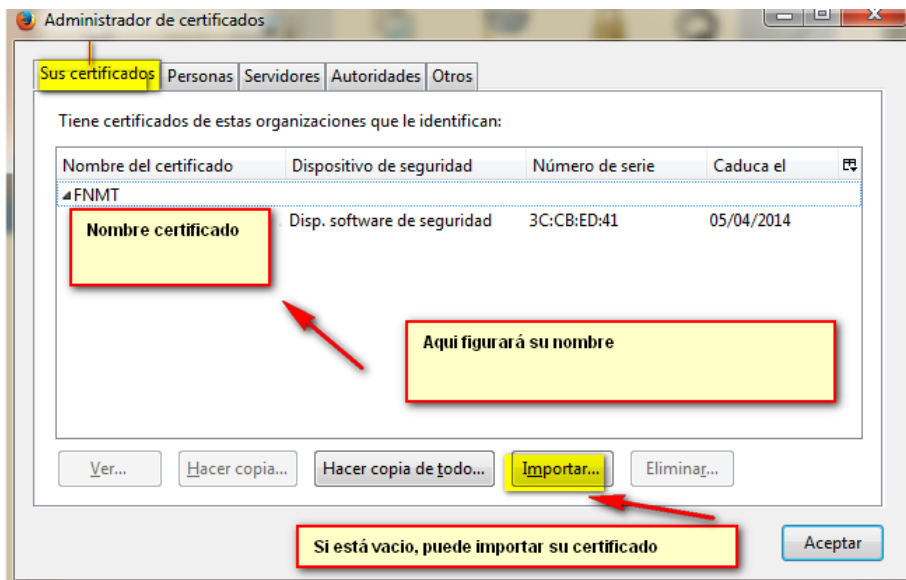 Administrador de certificados
Sus certificados Personas Servidores Autoridades Otros
Tiene certificados de estas organizaciones que le identifican:
Nombre del certificado Dispositivo de seguridad Número de serie Caduca el
FNMT
Nombre certificado Disp. software de seguridad 3C:CB:ED:41 05/04/2014
Aqui figurará su nombre
Ver... Hacer copia... Hacer copia de todo... Importar... Eliminar...
Si está vacio, puede importar su certificado
Aceptar